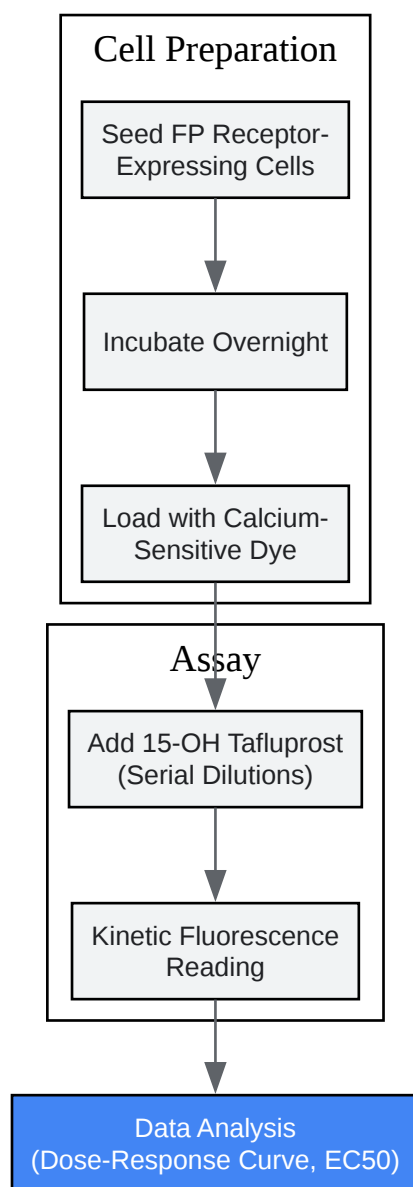 Cell Preparation
Seed FP Receptor-
Expressing Cells
Incubate Overnight
Load with Calcium-
Sensitive Dye
Assay
Add 15-OH Tafluprost
(Serial Dilutions)
Kinetic Fluorescence
Reading
Data Analysis
(Dose-Response Curve, EC50)